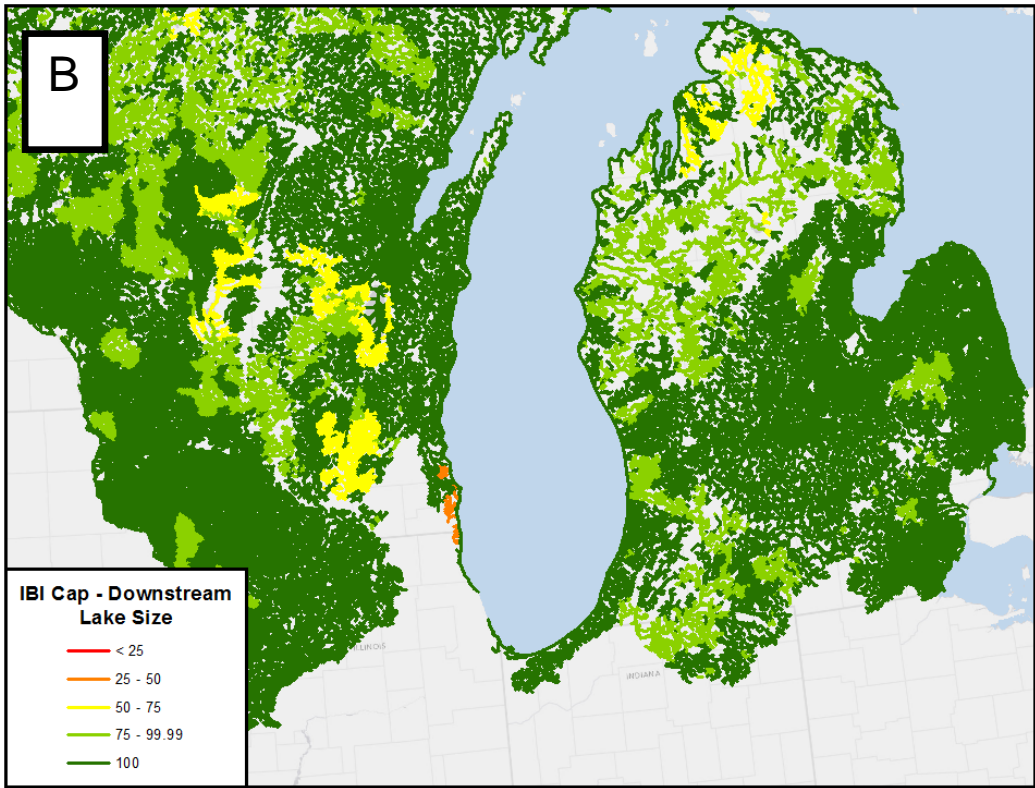 B
IBI Cap - Downstream
Lake Size
< 25
25 - 50
50 - 75
75 - 99.99
100
ILLINOIS
INDIANA